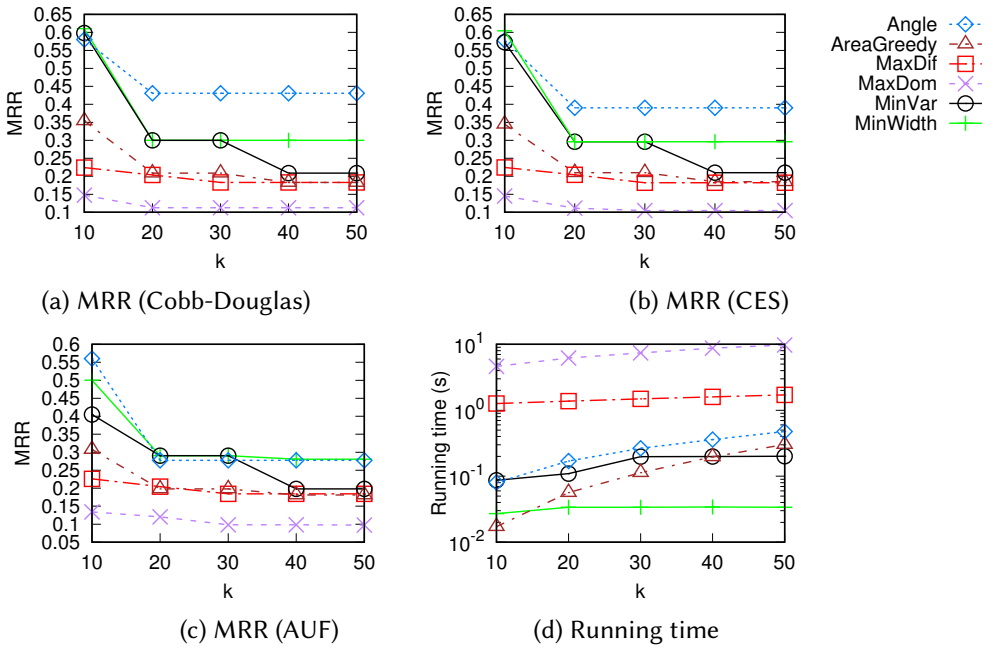 0.65
0.6
0.55
0.5
0.45
0.4
0.35
0.3
0.25
0.2
0.15
0.1
MRR
10 20 30 40 50
k
(a) MRR (Cobb-Douglas)
0.65
0.6
0.55
0.5
0.45
0.4
0.35
0.3
0.25
0.2
0.15
0.1
MRR
10 20 30 40 50
k
(b) MRR (CES)
Angle
AreaGreedy
MaxDif
MaxDom
MinVar
MinWidth
0.6
0.55
0.5
0.45
0.4
0.35
0.3
0.25
0.2
0.15
0.1
0.05
MRR
10 20 30 40 50
k
(c) MRR (AUF)
10^1
10^0
10^-1
10^-2
Running time (s)
10 20 30 40 50
k
(d) Running time